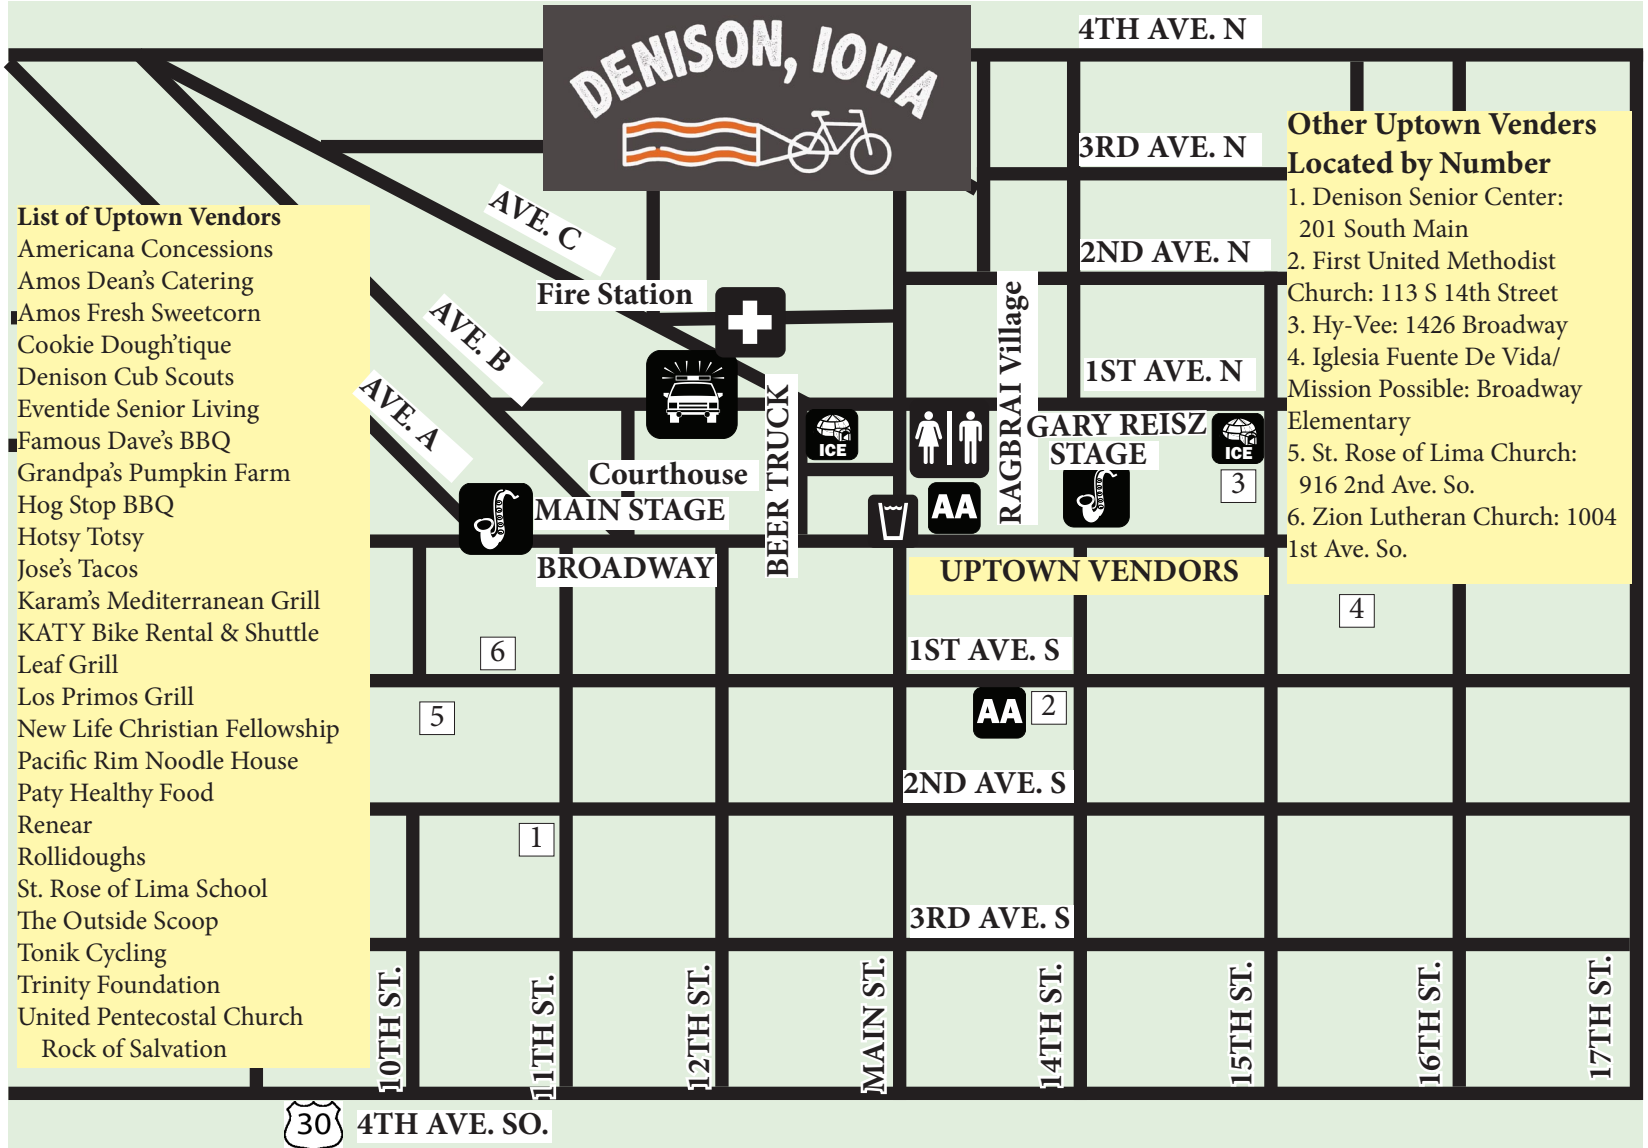 DENISON, IOWA
4TH AVE. N
3RD AVE. N
2ND AVE. N
1ST AVE. N
AVE. C
AVE. B
AVE. A
Fire Station
Courthouse
MAIN STAGE
BROADWAY
BEER TRUCK
ICE
AA
RAGBRAI Village
GARY REISZ
STAGE
ICE
3
UPTOWN VENDORS
4
1ST AVE. S
6
5
AA
2
2ND AVE. S
1
3RD AVE. S
10TH ST.
11TH ST.
12TH ST.
MAIN ST.
14TH ST.
15TH ST.
16TH ST.
17TH ST.
30
4TH AVE. SO.
List of Uptown Vendors
Americana Concessions
Amos Dean's Catering
Amos Fresh Sweetcorn
Cookie Dough'tique
Denison Cub Scouts
Eventide Senior Living
Famous Dave's BBQ
Grandpa's Pumpkin Farm
Hog Stop BBQ
Hotsy Totsy
Jose's Tacos
Karam's Mediterranean Grill
KATY Bike Rental & Shuttle
Leaf Grill
Los Primos Grill
New Life Christian Fellowship
Pacific Rim Noodle House
Paty Healthy Food
Renear
Rollidoughs
St. Rose of Lima School
The Outside Scoop
Tonik Cycling
Trinity Foundation
United Pentecostal Church
Rock of Salvation
Other Uptown Venders
Located by Number
1. Denison Senior Center:
201 South Main
2. First United Methodist
Church: 113 S 14th Street
3. Hy-Vee: 1426 Broadway
4. Iglesia Fuente De Vida/
Mission Possible: Broadway
Elementary
5. St. Rose of Lima Church:
916 2nd Ave. So.
6. Zion Lutheran Church: 1004
1st Ave. So.